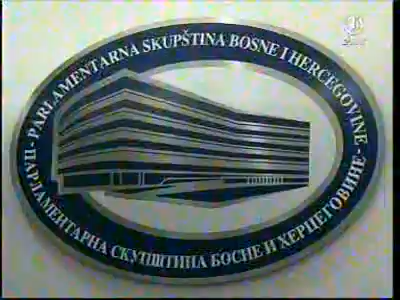 - PARLAMENTARNA SKUPŠTINA BOSNE I HERCEGOVINE -
ПАРЛАМЕНТАРНА СКУПШТИНА БОСНЕ И ХЕРЦЕГОВИНЕ